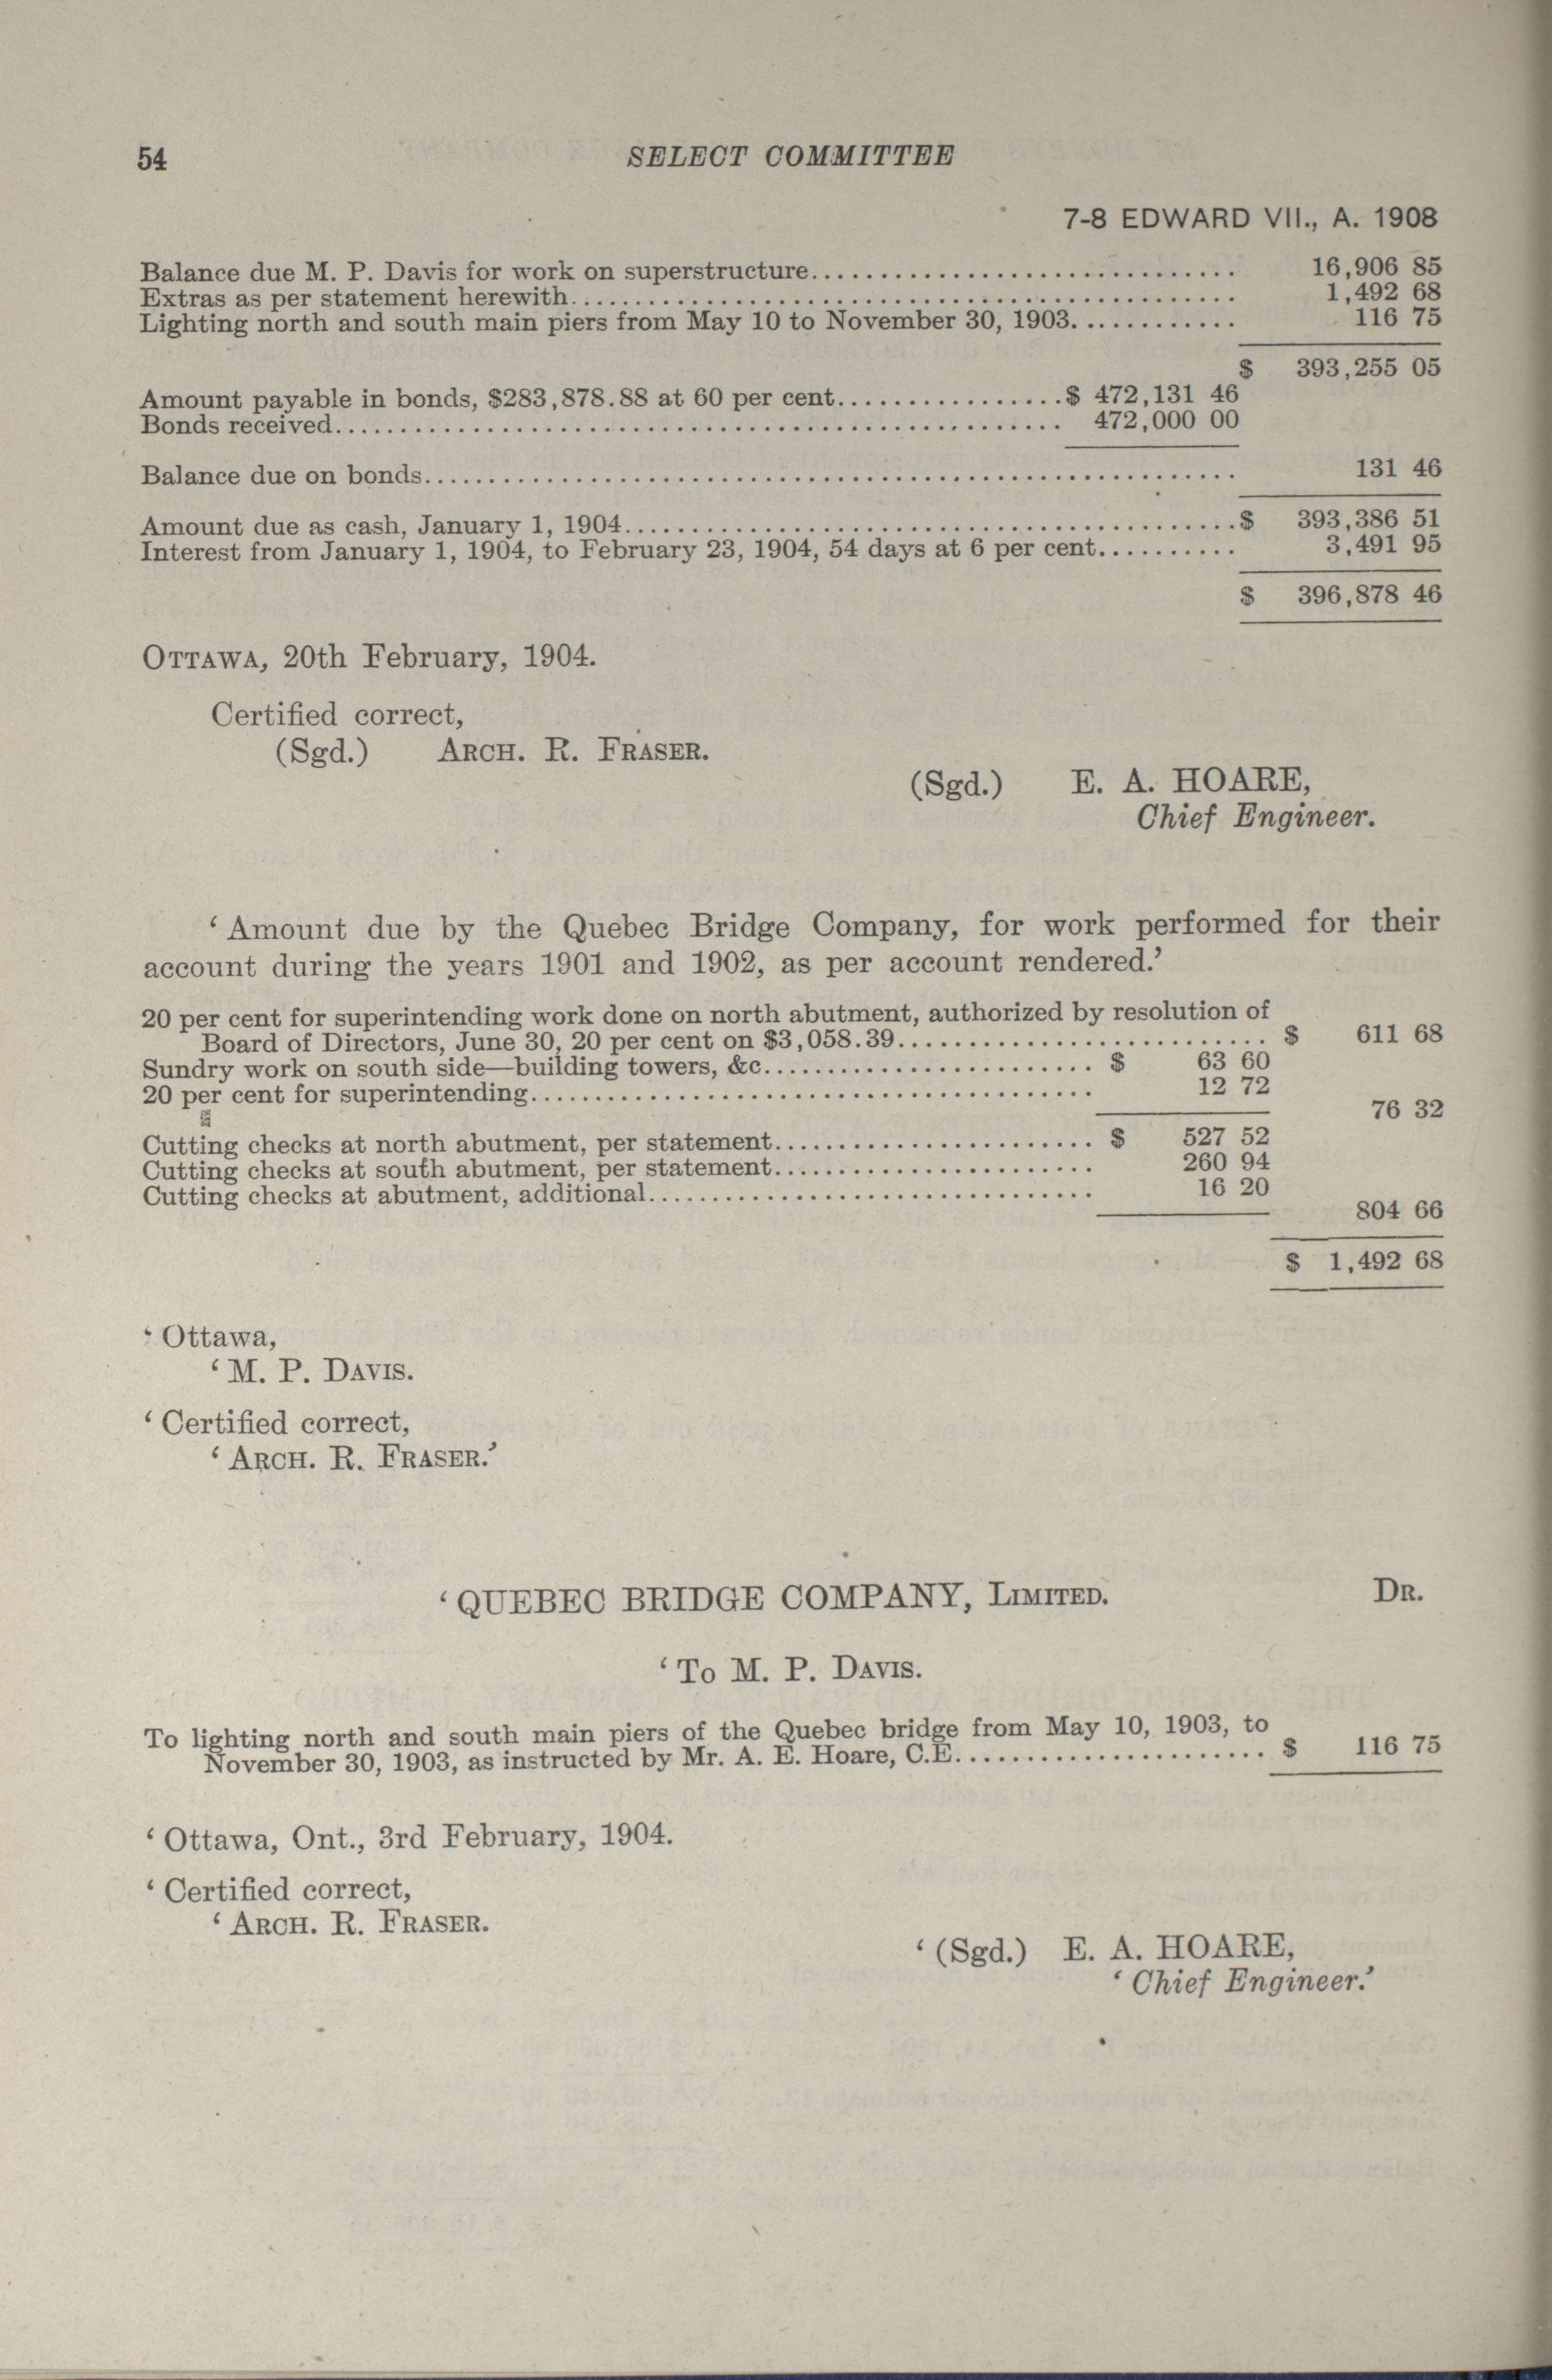 54 SELECT COMMITTEE
7-8 EDWARD VII., A. 1908
Balance due M. P. Davis for work on superstructure.............................. 16,906 85
Extras as per statement herewith.............................................. 1,492 68
Lighting north and south main piers from May 10 to November 30, 1903............. 116 75
$ 393,255 05
Amount payable in bonds, $283,878.88 at 60 per cent.................$ 472,131 46
Bonds received................................................... 472,000 00
Balance due on bonds......................................................... 131 46
Amount due as cash, January 1, 1904..........................................$ 393,386 51
Interest from January 1, 1904, to February 23, 1904, 54 days at 6 per cent.......... 3,491 95
$ 396,878 46
OTTAWA, 20th February, 1904.
Certified correct,
(Sgd.) ARCH. R. FRASER.
(Sgd.) E. A. HOARE,
Chief Engineer.
‘ Amount due by the Quebec Bridge Company, for work performed for their
account during the years 1901 and 1902, as per account rendered.’
20 per cent for superintending work done on north abutment, authorized by resolution of
Board of Directors, June 30, 20 per cent on $3,058.39......................... $ 611 68
Sundry work on south side—building towers, &c....................... $ 63 60
20 per cent for superintending....................................... 12 72
76 32
Cutting checks at north abutment, per statement...................... $ 527 52
Cutting checks at south abutment, per statement...................... 260 94
Cutting checks at abutment, additional............................... 16 20
804 66
$ 1,492 68
‘ Ottawa,
‘ M. P. DAVIS.
‘ Certified correct,
‘ ARCH. R. FRASER.’
‘ QUEBEC BRIDGE COMPANY, LIMITED. DR.
‘ To M. P. DAVIS.
To lighting north and south main piers of the Quebec bridge from May 10, 1903, to
November 30, 1903, as instructed by Mr. A. E. Hoare, C.E...................... $ 116 75
‘ Ottawa, Ont., 3rd February, 1904.
‘ Certified correct,
‘ ARCH. R. FRASER.
‘ (Sgd.) E. A. HOARE,
‘ Chief Engineer.’